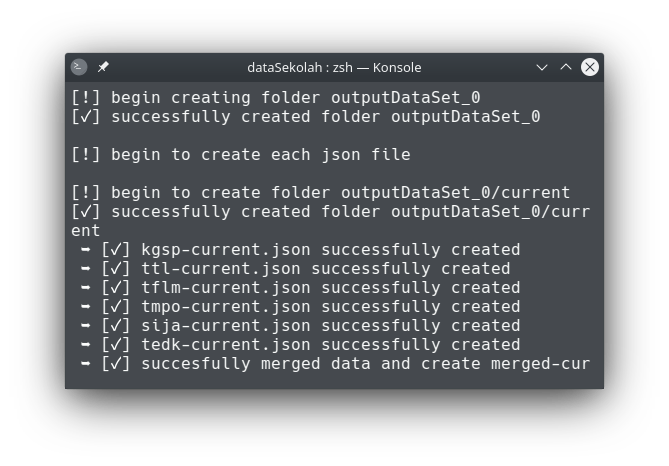 dataSekolah : zsh — Konsole
[!] begin creating folder outputDataSet_0
[✓] successfully created folder outputDataSet_0
[!] begin to create each json file
[!] begin to create folder outputDataSet_0/current
[✓] successfully created folder outputDataSet_0/curr
ent
➥ [✓] kgsp-current.json successfully created
➥ [✓] ttl-current.json successfully created
➥ [✓] tflm-current.json successfully created
➥ [✓] tmpo-current.json successfully created
➥ [✓] sija-current.json successfully created
➥ [✓] tedk-current.json successfully created
➥ [✓] succesfully merged data and create merged-cur